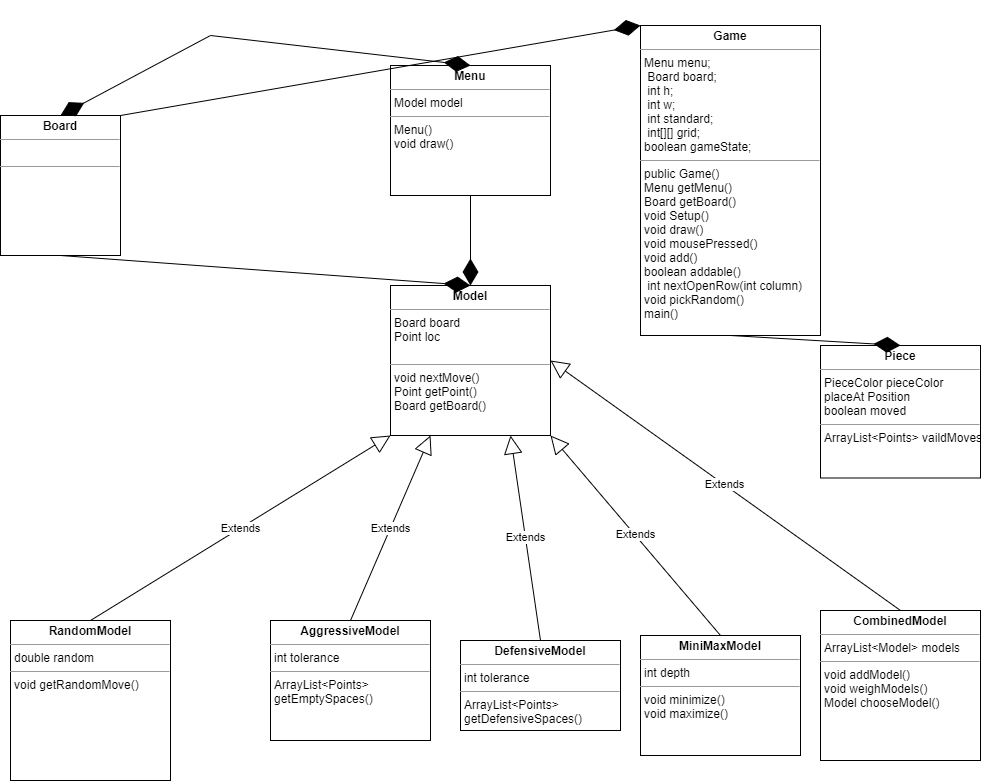 Game
Menu menu;
Board board;
int h;
int w;
int standard;
int[][] grid;
boolean gameState;
public Game()
Menu getMenu()
Board getBoard()
void Setup()
void draw()
void mousePressed()
void add()
boolean addable()
int nextOpenRow(int column)
void pickRandom()
main()
Menu
Model model
Menu()
void draw()
Board
Model
Board board
Point loc
void nextMove()
Point getPoint()
Board getBoard()
Piece
PieceColor pieceColor
placeAt Position
boolean moved
ArrayList<Points> vaildMoves
Extends
Extends
Extends
Extends
Extends
RandomModel
double random
void getRandomMove()
AggressiveModel
int tolerance
ArrayList<Points>
getEmptySpaces()
DefensiveModel
int tolerance
ArrayList<Points>
getDefensiveSpaces()
MiniMaxModel
int depth
void minimize()
void maximize()
CombinedModel
ArrayList<Model> models
void addModel()
void weighModels()
Model chooseModel()